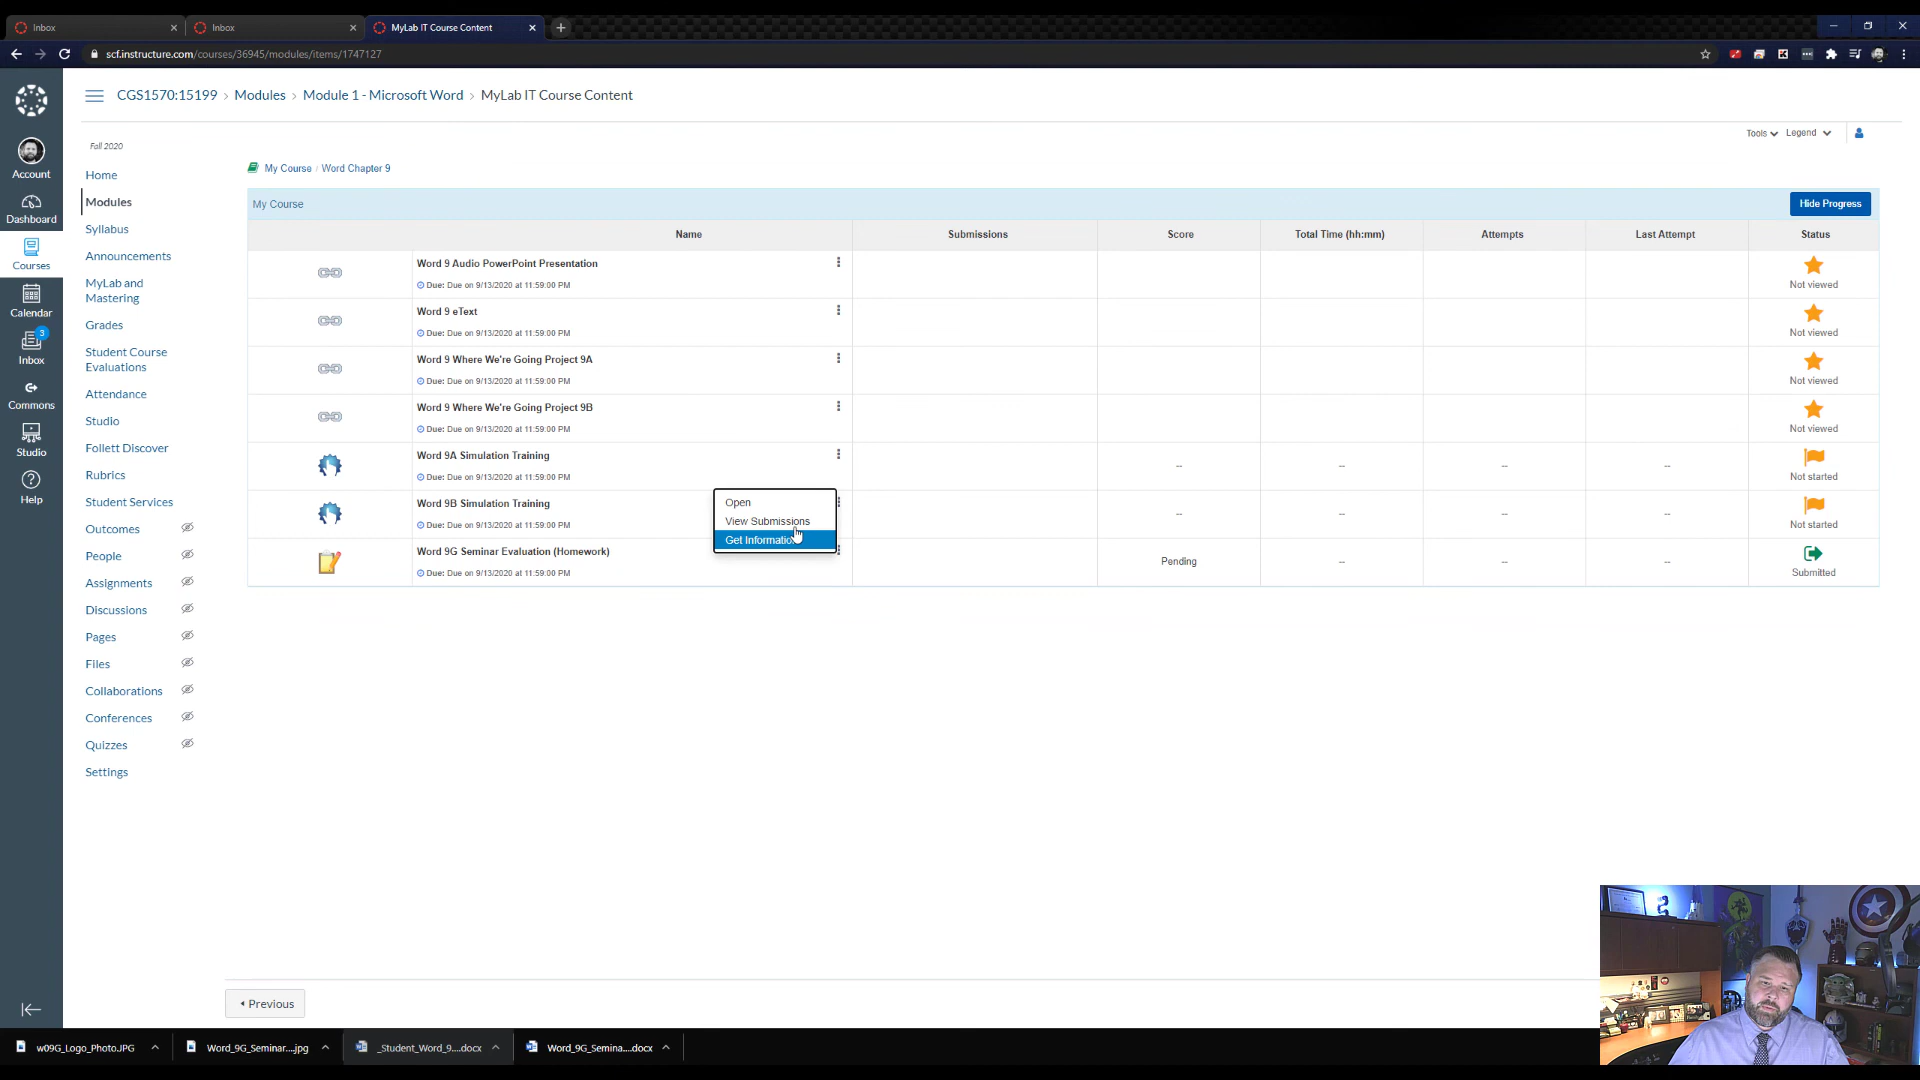 Inbox
Inbox
MyLab IT Course Content
scf.instructure.com/courses/36945/modules/items/1747127
CGS1570:15199 › Modules › Module 1 - Microsoft Word › MyLab IT Course Content
Tools
Legend
Account
Dashboard
Courses
Calendar
3
Inbox
Commons
Studio
Help
Fall 2020
Home
Modules
Syllabus
Announcements
MyLab and
Mastering
Grades
Student Course
Evaluations
Attendance
Studio
Follett Discover
Rubrics
Student Services
Outcomes
People
Assignments
Discussions
Pages
Files
Collaborations
Conferences
Quizzes
Settings
My Course / Word Chapter 9
My Course
Hide Progress
Name Submissions Score Total Time (hh:mm) Attempts Last Attempt Status
Word 9 Audio PowerPoint Presentation
Due: Due on 9/13/2020 at 11:59:00 PM
Not viewed
Word 9 eText
Due: Due on 9/13/2020 at 11:59:00 PM
Not viewed
Word 9 Where We're Going Project 9A
Due: Due on 9/13/2020 at 11:59:00 PM
Not viewed
Word 9 Where We're Going Project 9B
Due: Due on 9/13/2020 at 11:59:00 PM
Not viewed
Word 9A Simulation Training
Due: Due on 9/13/2020 at 11:59:00 PM
-- -- -- --
Not started
Word 9B Simulation Training
Due: Due on 9/13/2020 at 11:59:00 PM
-- -- -- --
Not started
Open
View Submissions
Get Information
Word 9G Seminar Evaluation (Homework)
Due: Due on 9/13/2020 at 11:59:00 PM
Pending -- -- --
Submitted
Previous
w09G_Logo_Photo.JPG
Word_9G_Seminar....jpg
_Student_Word_9....docx
Word_9G_Semina....docx